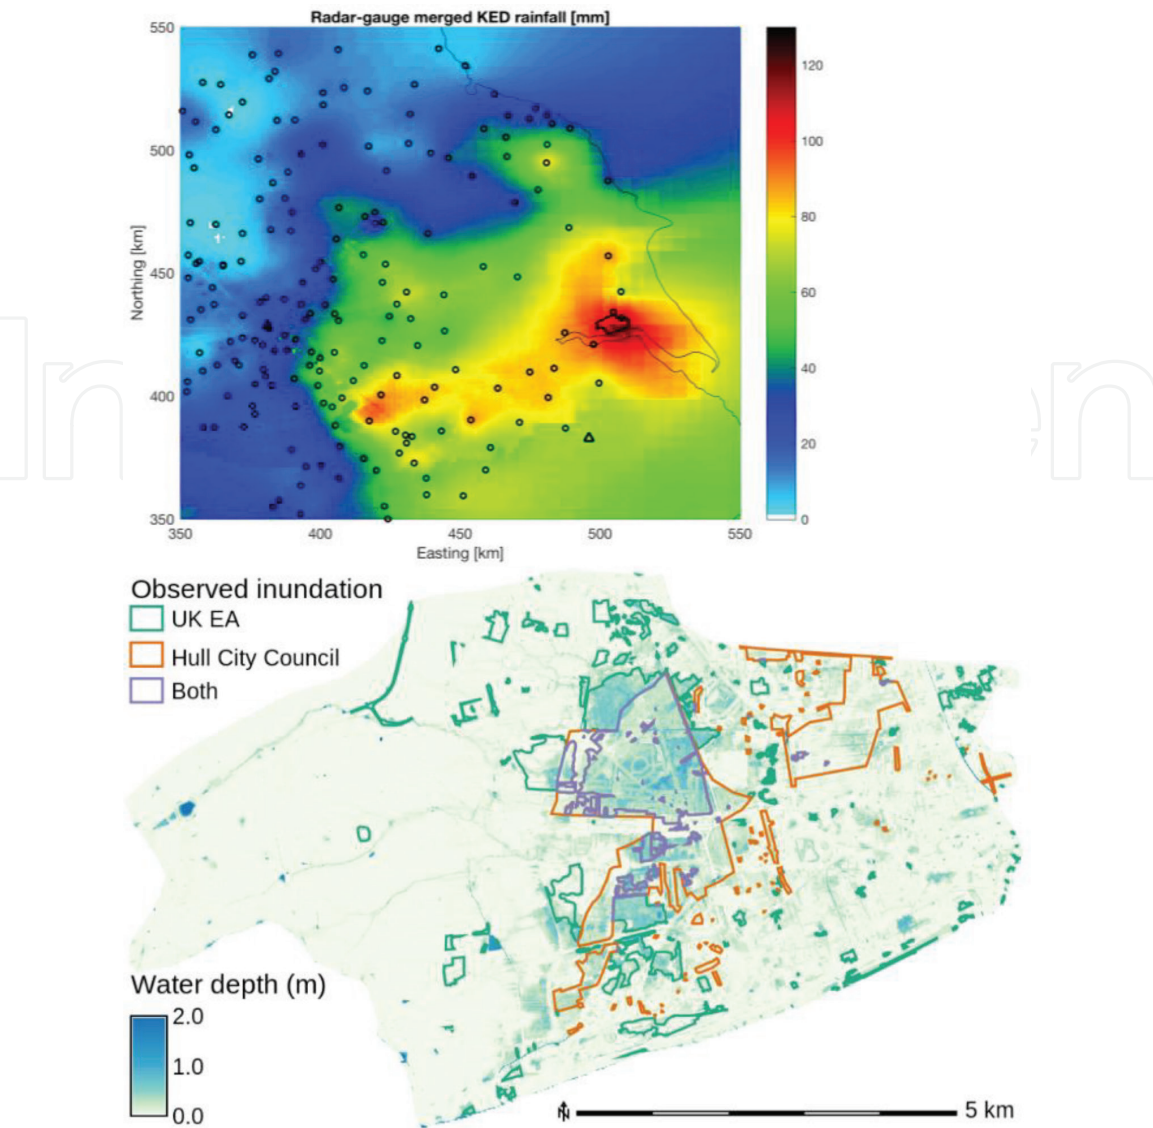 Radar-gauge merged KED rainfall [mm]
550
500
450
400
350
Northing [km]
350
400
450
500
550
Easting [km]
120
100
80
60
40
20
0
Observed inundation
UK EA
Hull City Council
Both
Water depth (m)
2.0
1.0
0.0
N
5 km